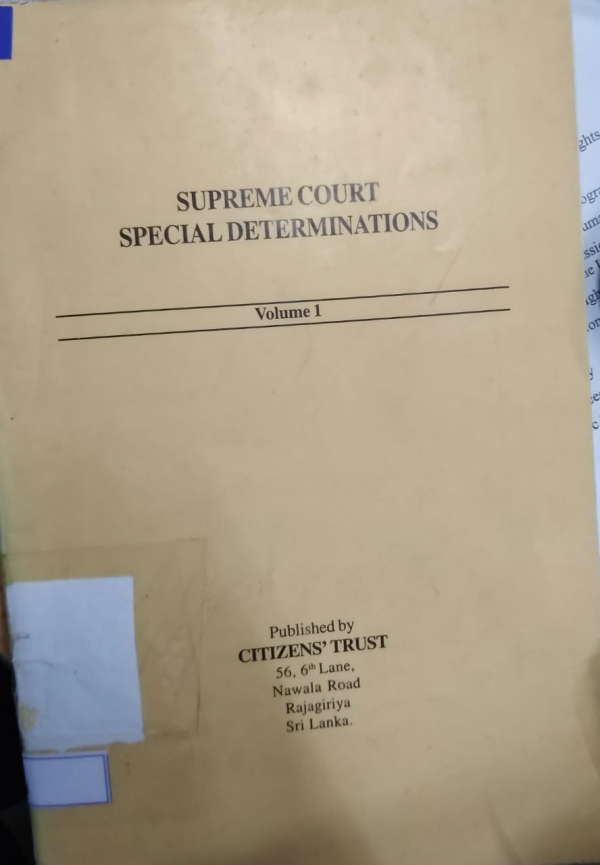 SUPREME COURT
SPECIAL DETERMINATIONS
Volume 1
Published by
CITIZENS' TRUST
56, 6th Lane,
Nawala Road
Rajagiriya
Sri Lanka.